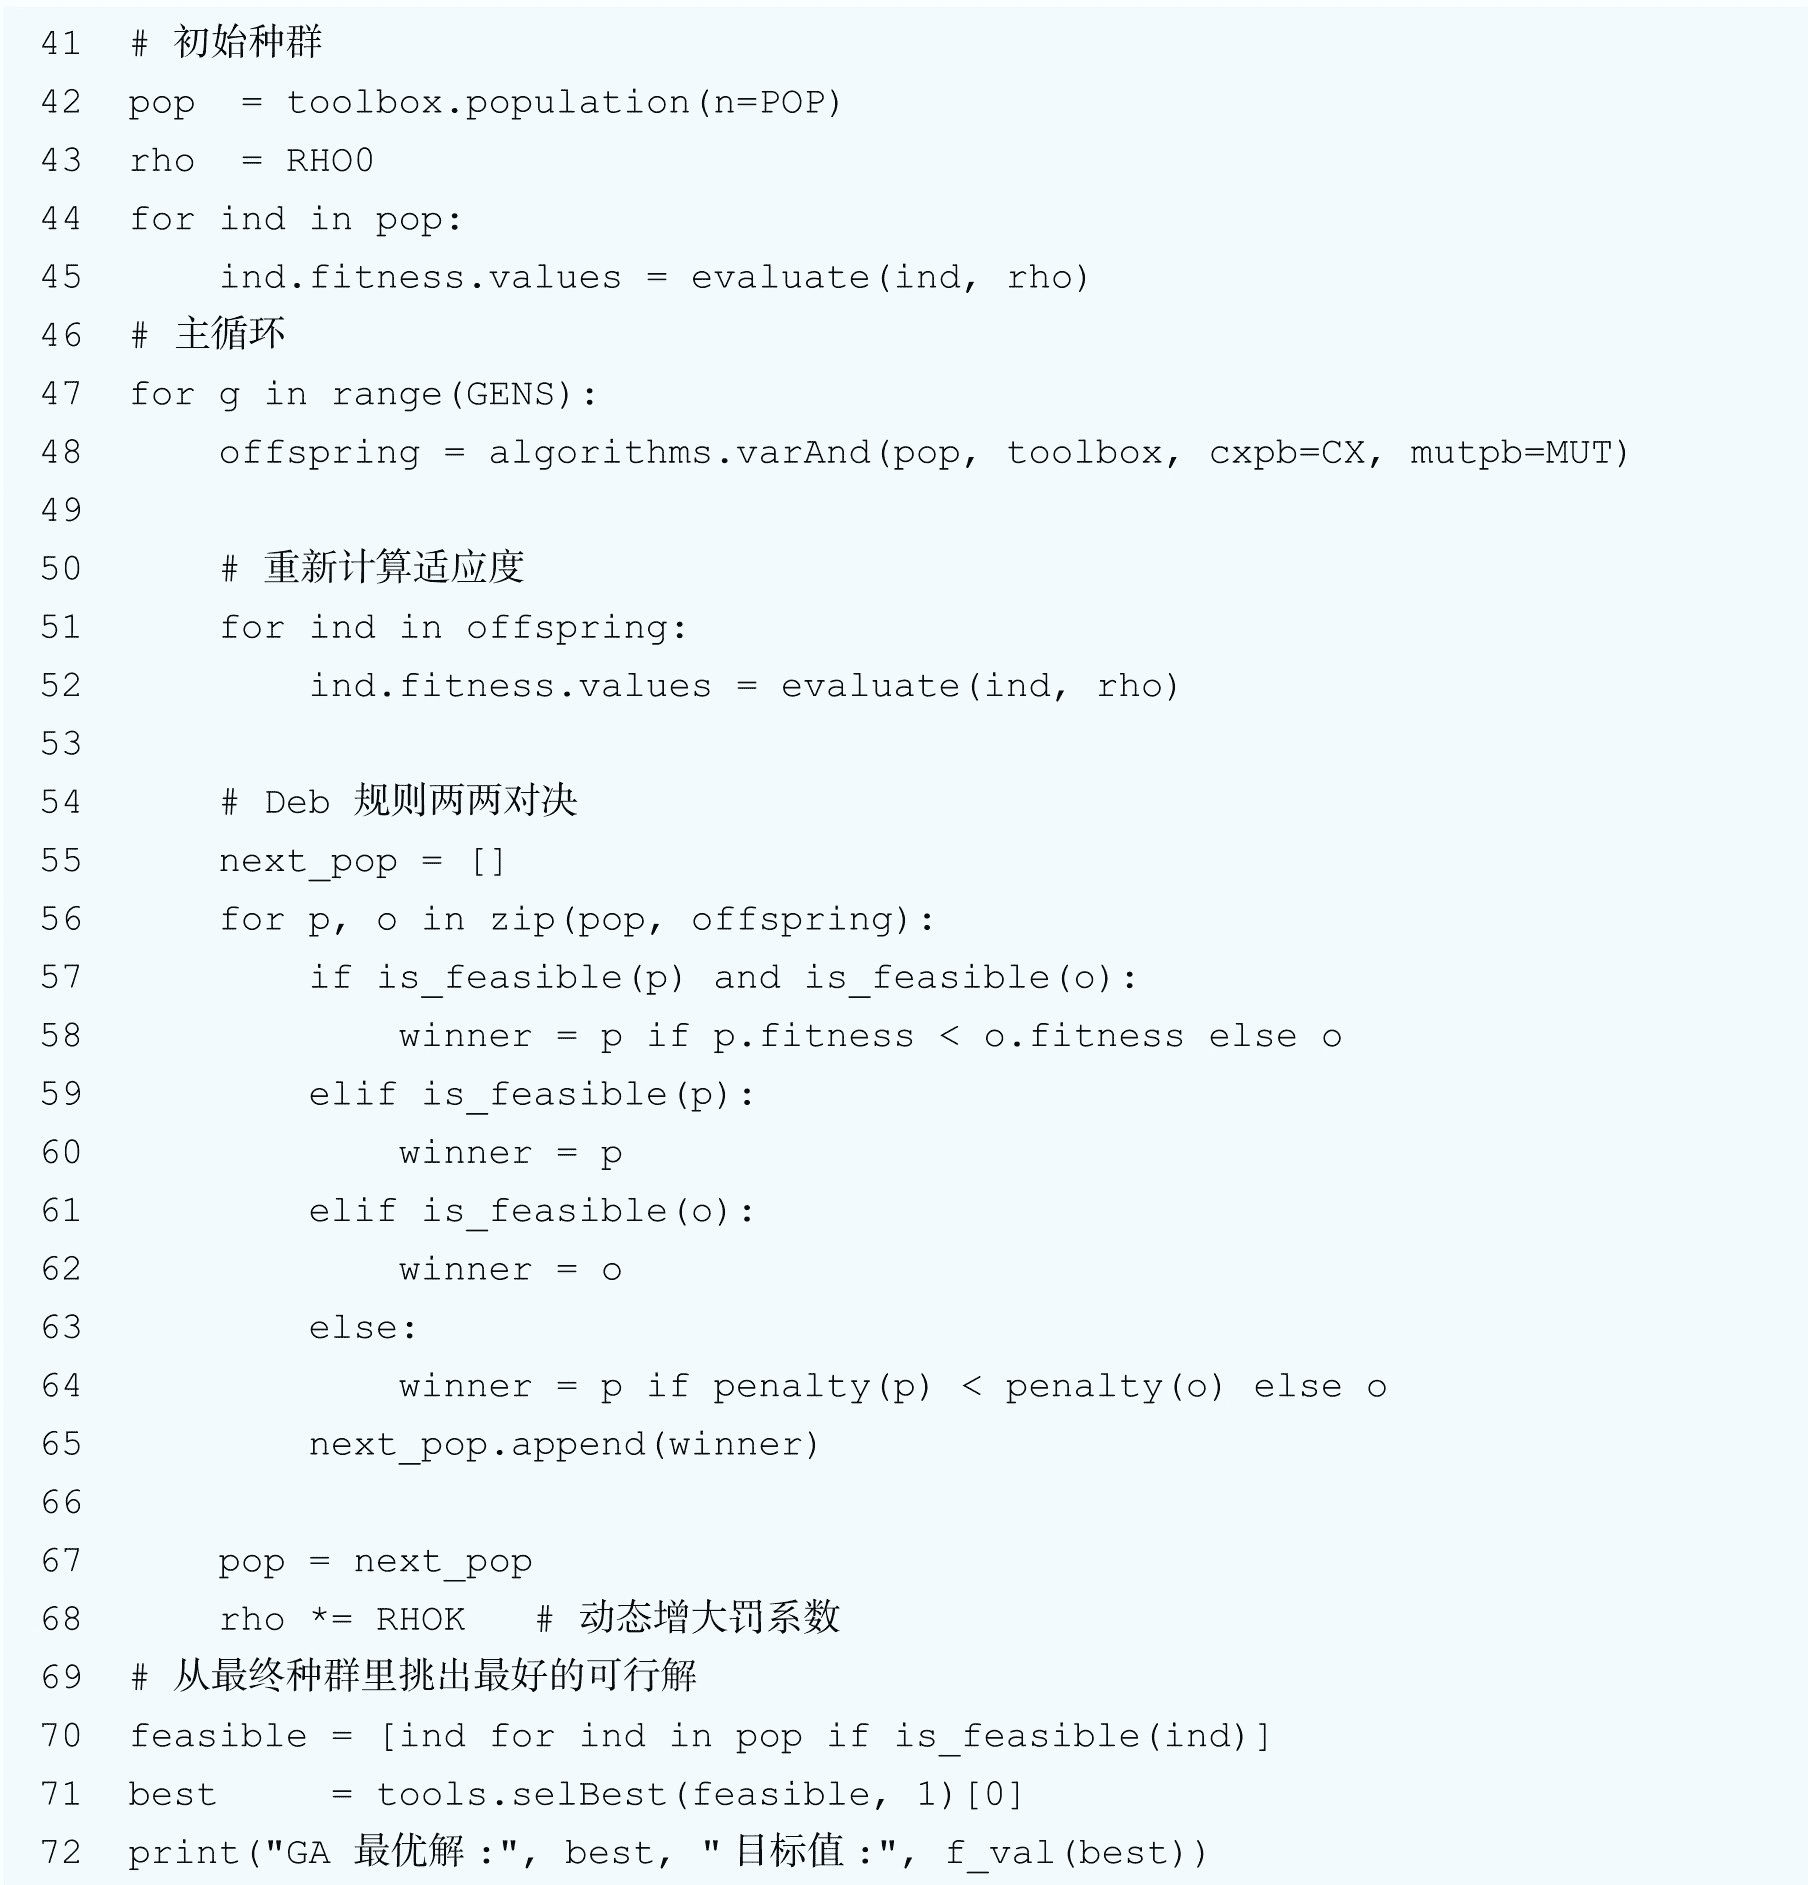 41 # 初始种群
42 pop  = toolbox.population(n=POP)
43 rho  = RHO0
44 for ind in pop:
45     ind.fitness.values = evaluate(ind, rho)
46 # 主循环
47 for g in range(GENS):
48     offspring = algorithms.varAnd(pop, toolbox, cxpb=CX, mutpb=MUT)
49
50     # 重新计算适应度
51     for ind in offspring:
52         ind.fitness.values = evaluate(ind, rho)
53
54     # Deb 规则两两对决
55     next_pop = []
56     for p, o in zip(pop, offspring):
57         if is_feasible(p) and is_feasible(o):
58             winner = p if p.fitness < o.fitness else o
59         elif is_feasible(p):
60             winner = p
61         elif is_feasible(o):
62             winner = o
63         else:
64             winner = p if penalty(p) < penalty(o) else o
65         next_pop.append(winner)
66
67     pop = next_pop
68     rho *= RHOK   # 动态增大罚系数
69 # 从最终种群里挑出最好的可行解
70 feasible = [ind for ind in pop if is_feasible(ind)]
71 best     = tools.selBest(feasible, 1)[0]
72 print("GA 最优解:", best, "目标值:", f_val(best))